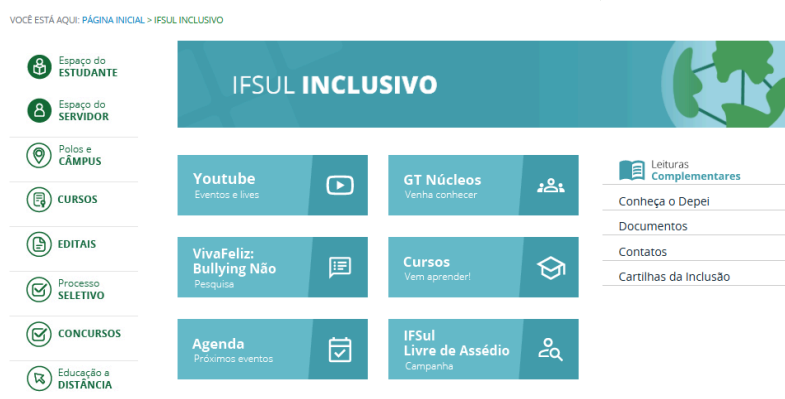 VOCÊ ESTÁ AQUI: PÁGINA INICIAL > IFSUL INCLUSIVO
Espaço do
ESTUDANTE
Espaço do
SERVIDOR
Polos e
CÂMPUS
CURSOS
EDITAIS
Processo
SELETIVO
CONCURSOS
Educação a
DISTÂNCIA
IFSUL INCLUSIVO
Youtube
Eventos e lives
GT Núcleos
Venha conhecer
VivaFeliz:
Bullying Não
Pesquisa
Cursos
Vem aprender!
Agenda
Próximos eventos
IFSul
Livre de Assédio
Campanha
Leituras
Complementares
Conheça o Depei
Documentos
Contatos
Cartilhas da Inclusão